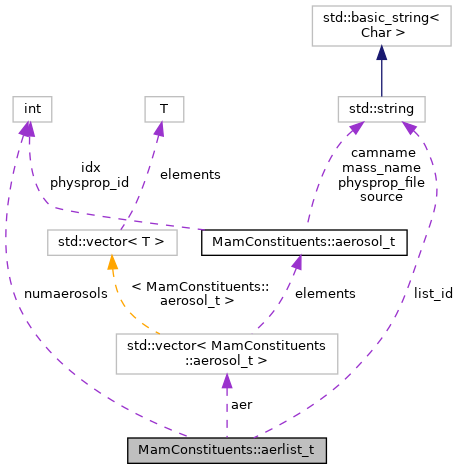 std::basic_string<
Char >
int
T
std::string
idx
physprop_id
elements
camname
mass_name
physprop_file
source
std::vector< T >
MamConstituents::aerosol_t
numaerosols
< MamConstituents::
aerosol_t >
elements
list_id
std::vector< MamConstituents
::aerosol_t >
aer
MamConstituents::aerlist_t